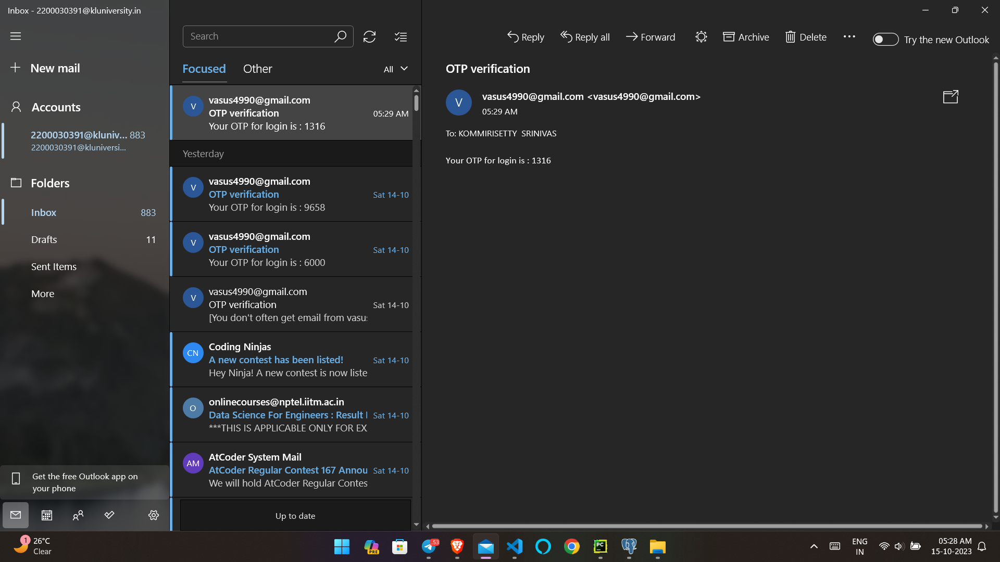 Inbox - 2200030391@kluniversity.in
New mail
Accounts
2200030391@kluniv... 883
2200030391@kluniversi...
Folders
Inbox 883
Drafts 11
Sent Items
More
Get the free Outlook app on
your phone
Search
Focused Other All
vasus4990@gmail.com
OTP verification 05:29 AM
Your OTP for login is : 1316
Yesterday
V
vasus4990@gmail.com
OTP verification Sat 14-10
Your OTP for login is : 9658
V
vasus4990@gmail.com
OTP verification Sat 14-10
Your OTP for login is : 6000
V
vasus4990@gmail.com
OTP verification Sat 14-10
[You don't often get email from vasu
CN
Coding Ninjas
A new contest has been listed! Sat 14-10
Hey Ninja! A new contest is now liste
O
onlinecourses@nptel.iitm.ac.in
Data Science For Engineers : Result Sat 14-10
***THIS IS APPLICABLE ONLY FOR EX
AM
AtCoder System Mail
AtCoder Regular Contest 167 Annou Sat 14-10
We will hold AtCoder Regular Contes
Up to date
Reply Reply all Forward Archive Delete Try the new Outlook
OTP verification
V
vasus4990@gmail.com <vasus4990@gmail.com>
05:29 AM
To: KOMMIRISETTY SRINIVAS
Your OTP for login is : 1316
1
26°C
Clear
PRE
..53
PC
ENG
IN
05:28 AM
15-10-2023